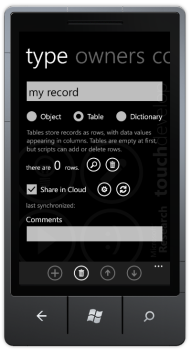 type owners co
my record
Object Table Dictionary
Tables store records as rows, with data values
appearing in columns. Tables are empty at first,
but scripts can add or delete rows.
there are 0 rows.
Share in Cloud
last synchronized:
Comments
Research touchdevelop